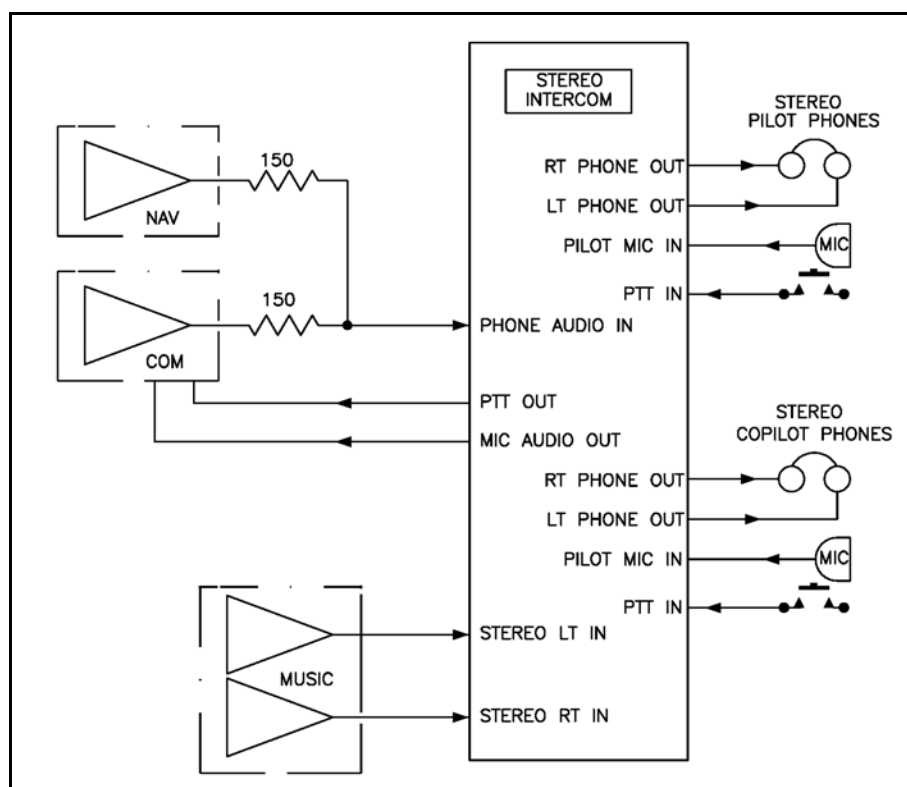 STEREO
INTERCOM
STEREO
PILOT PHONES
150
NAV
RT PHONE OUT
LT PHONE OUT
PILOT MIC IN
MIC
PTT IN
150
COM
PHONE AUDIO IN
PTT OUT
MIC AUDIO OUT
STEREO
COPILOT PHONES
RT PHONE OUT
LT PHONE OUT
PILOT MIC IN
MIC
PTT IN
MUSIC
STEREO LT IN
STEREO RT IN